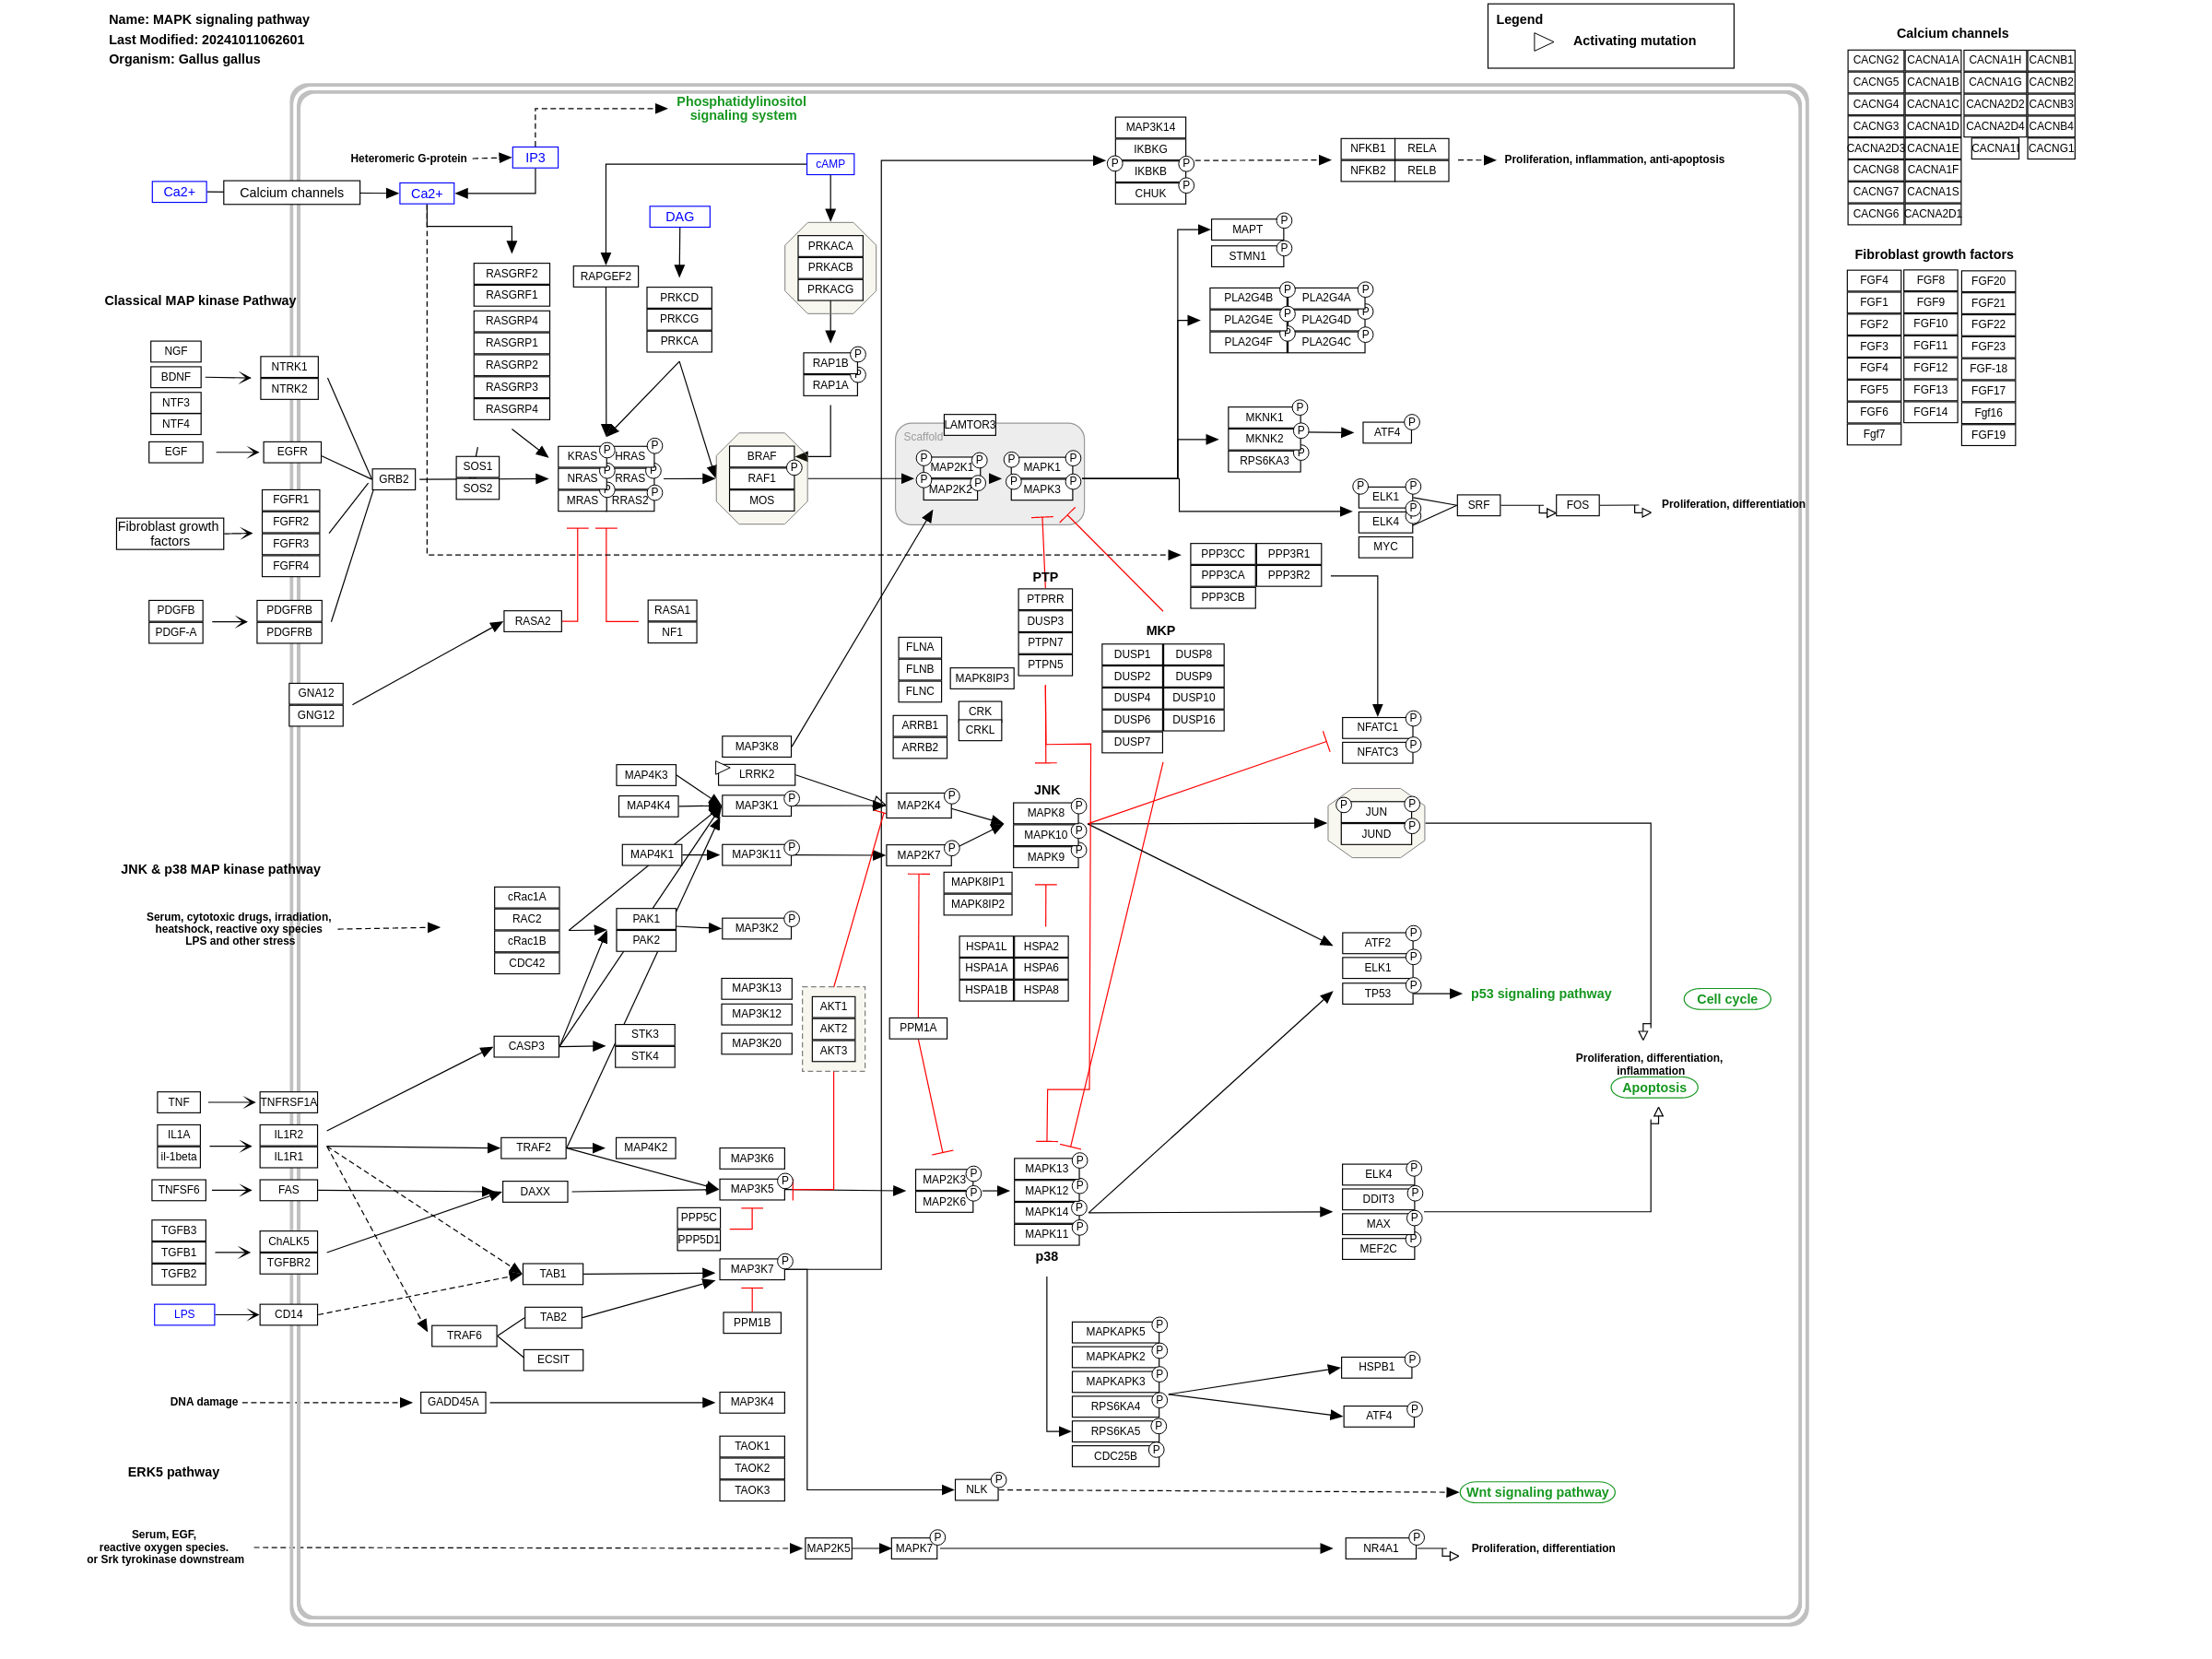 Name: MAPK signaling pathway
Last Modified: 20241011062601
Organism: Gallus gallus
Legend
Activating mutation
Calcium channels
CACNG2 CACNA1A CACNA1H CACNB1
CACNG5 CACNA1B CACNA1G CACNB2
CACNG4 CACNA1C CACNA2D2 CACNB3
CACNG3 CACNA1D CACNA2D4 CACNB4
CACNA2D3 CACNA1E CACNA1I CACNG1
CACNG8 CACNA1F
CACNG7 CACNA1S
CACNG6 CACNA2D1
Fibroblast growth factors
FGF4 FGF8 FGF20
FGF1 FGF9 FGF21
FGF2 FGF10 FGF22
FGF3 FGF11 FGF23
FGF4 FGF12 FGF-18
FGF5 FGF13 FGF17
FGF6 FGF14 Fgf16
Fgf7 FGF19
Phosphatidylinositol
signaling system
Heteromeric G-protein
IP3
cAMP
Ca2+
Calcium channels
Ca2+
DAG
MAP3K14
IKBKG
P IKBKB P
CHUK P
NFKB1 RELA
NFKB2 RELB
Proliferation, inflammation, anti-apoptosis
MAPT P
STMN1 P
PRKACA
PRKACB
PRKACG
RASGRF2
RASGRF1
RASGRP4
RASGRP1
RASGRP2
RASGRP3
RASGRP4
RAPGEF2
PRKCD
PRKCG
PRKCA
PLA2G4B P PLA2G4A P
PLA2G4E P PLA2G4D P
PLA2G4F P PLA2G4C P
Classical MAP kinase Pathway
NGF
BDNF
NTF3
NTF4
EGF
NTRK1
NTRK2
EGFR
RAP1B P
RAP1A P
LAMTOR3
Scaffold
MKNK1 P
MKNK2 P
RPS6KA3 P
ATF4 P
GRB2
SOS1
SOS2
KRAS P HRAS P
NRAS P RRAS P
MRAS P RRAS2 P
BRAF
RAF1 P
MOS
P MAP2K1 P
P MAP2K2 P
P MAPK1 P
P MAPK3 P
P ELK1 P
P
ELK4 P
MYC
SRF
FOS
Proliferation, differentiation
FGFR1
FGFR2
FGFR3
FGFR4
Fibroblast growth
factors
PPP3CC PPP3R1
PPP3CA PPP3R2
PPP3CB
PDGFB
PDGF-A
PDGFRB
PDGFRB
RASA2
RASA1
NF1
PTP
PTPRR
DUSP3
PTPN7
PTPN5
MKP
DUSP1 DUSP8
DUSP2 DUSP9
DUSP4 DUSP10
DUSP6 DUSP16
DUSP7
FLNA
FLNB
FLNC
MAPK8IP3
CRK
CRKL
ARRB1
ARRB2
GNA12
GNG12
NFATC1 P
NFATC3 P
MAP3K8
LRRK2
MAP4K3
MAP4K4
MAP3K1 P
MAP4K1
MAP3K11 P
MAP2K4 P
MAP2K7 P
JNK
MAPK8 P
MAPK10 P
MAPK9 P
MAPK8IP1
MAPK8IP2
P JUN P
JUND P
JNK & p38 MAP kinase pathway
Serum, cytotoxic drugs, irradiation,
heatshock, reactive oxy species
LPS and other stress
cRac1A
RAC2
cRac1B
CDC42
PAK1
PAK2
MAP3K2 P
HSPA1L HSPA2
HSPA1A HSPA6
HSPA1B HSPA8
ATF2 P
ELK1 P
TP53 P
p53 signaling pathway
Cell cycle
MAP3K13
MAP3K12
MAP3K20
AKT1
AKT2
AKT3
PPM1A
CASP3
STK3
STK4
Proliferation, differentiation,
inflammation
Apoptosis
TNF
TNFRSF1A
IL1A
il-1beta
IL1R2
IL1R1
TRAF2
MAP4K2
MAP3K6
MAP3K5 P
PPP5C
PPP5D1
TNFSF6
FAS
DAXX
MAP2K3 P
MAP2K6 P
MAPK13 P
MAPK12 P
MAPK14 P
MAPK11 P
p38
ELK4 P
DDIT3 P
MAX P
MEF2C P
TGFB3
TGFB1
TGFB2
ChALK5
TGFBR2
TAB1
MAP3K7 P
PPM1B
LPS
CD14
TAB2
TRAF6
ECSIT
MAPKAPK5 P
MAPKAPK2 P
MAPKAPK3 P
RPS6KA4 P
RPS6KA5 P
CDC25B P
HSPB1 P
ATF4 P
DNA damage
GADD45A
MAP3K4
TAOK1
TAOK2
TAOK3
ERK5 pathway
NLK P
Wnt signaling pathway
Serum, EGF,
reactive oxygen species.
or Srk tyrokinase downstream
MAP2K5
MAPK7 P
NR4A1 P
Proliferation, differentiation